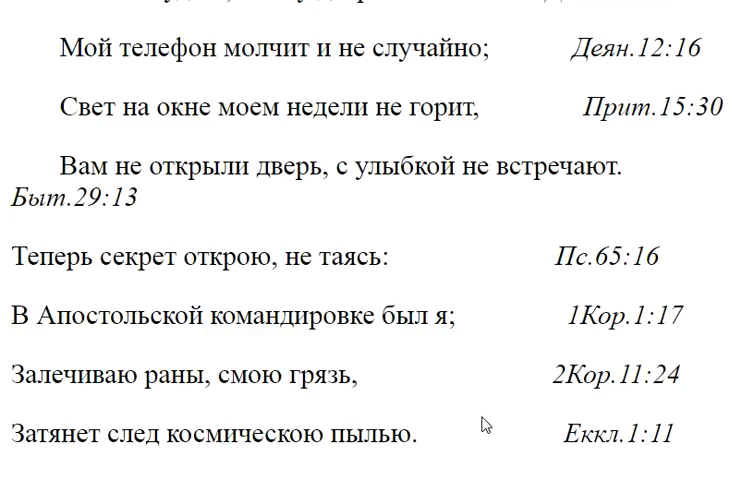 Мой телефон молчит и не случайно; Деян.12:16
Свет на окне моем недели не горит, Прит.15:30
Вам не открыли дверь, с улыбкой не встречают.
Быт.29:13
Теперь секрет открою, не таясь: Пс.65:16
В Апостольской командировке был я; 1Кор.1:17
Залечиваю раны, смою грязь, 2Кор.11:24
Затянет след космическою пылью. Еккл.1:11